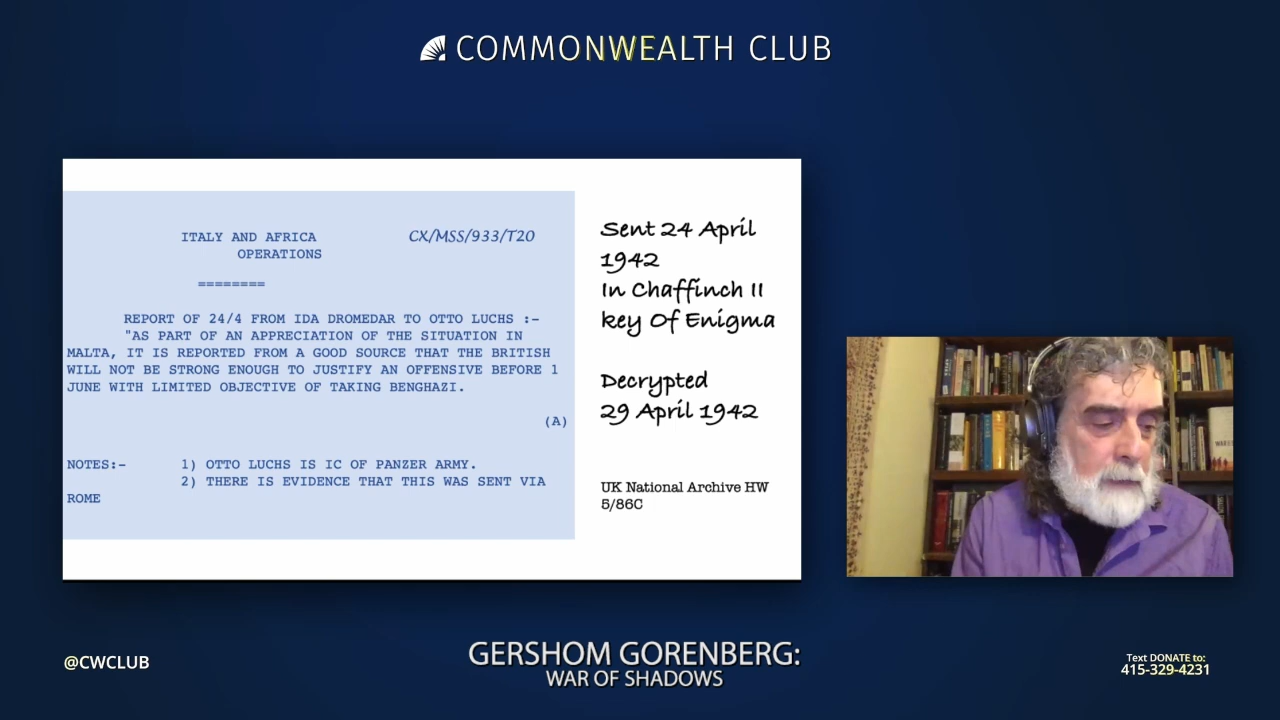 COMMONWEALTH CLUB
ITALY AND AFRICA CX/MSS/933/T20
OPERATIONS
========
REPORT OF 24/4 FROM IDA DROMEDAR TO OTTO LUCHS :-
"AS PART OF AN APPRECIATION OF THE SITUATION IN
MALTA, IT IS REPORTED FROM A GOOD SOURCE THAT THE BRITISH
WILL NOT BE STRONG ENOUGH TO JUSTIFY AN OFFENSIVE BEFORE 1
JUNE WITH LIMITED OBJECTIVE OF TAKING BENGHAZI.
(A)
NOTES:- 1) OTTO LUCHS IS IC OF PANZER ARMY.
2) THERE IS EVIDENCE THAT THIS WAS SENT VIA
ROME
Sent 24 April
1942
In Chaffinch II
key Of Enigma
Decrypted
29 April 1942
UK National Archive HW
5/86C
@CWCLUB
GERSHOM GORENBERG:
WAR OF SHADOWS
Text DONATE to:
415-329-4231